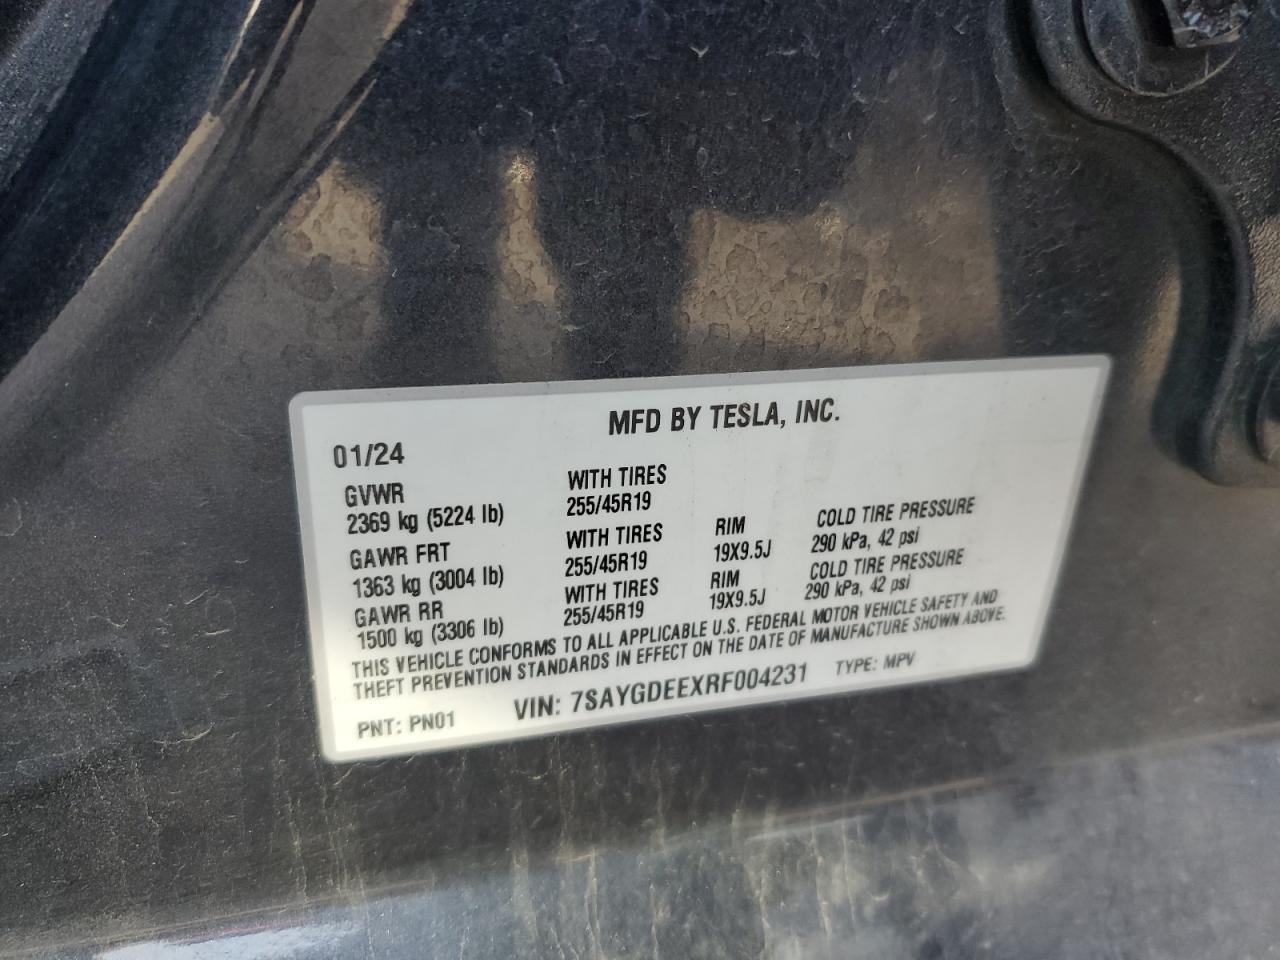 MFD BY TESLA, INC.
01/24
GVWR
2369 kg (5224 lb)
WITH TIRES
255/45R19
GAWR FRT
1363 kg (3004 lb)
WITH TIRES
255/45R19
RIM
19X9.5J
COLD TIRE PRESSURE
290 kPa, 42 psi
GAWR RR
1500 kg (3306 lb)
WITH TIRES
255/45R19
RIM
19X9.5J
COLD TIRE PRESSURE
290 kPa, 42 psi
THIS VEHICLE CONFORMS TO ALL APPLICABLE U.S. FEDERAL MOTOR VEHICLE SAFETY AND
THEFT PREVENTION STANDARDS IN EFFECT ON THE DATE OF MANUFACTURE SHOWN ABOVE.
PNT: PN01 VIN: 7SAYGDEEXRF004231 TYPE: MPV